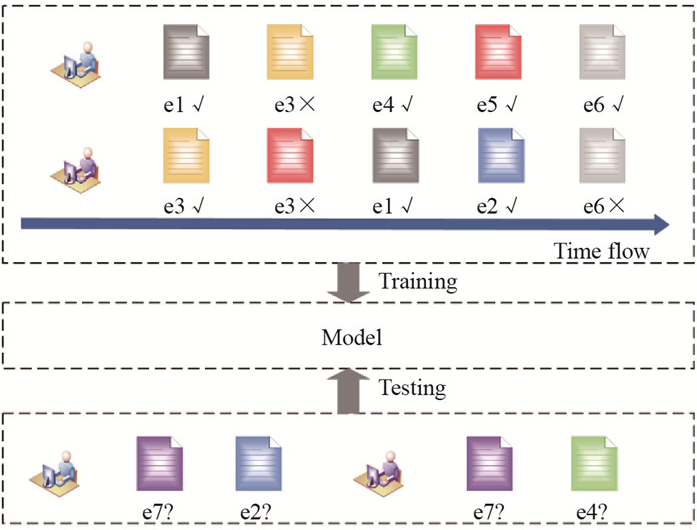 e1 √ e3× e4 √ e5 √ e6 √
e3 √ e3× e1 √ e2 √ e6×
Time flow
Training
Model
Testing
e7? e2? e7? e4?